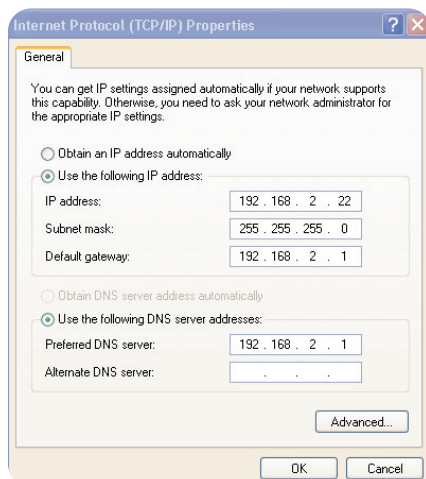 Internet Protocol (TCP/IP) Properties
General
You can get IP settings assigned automatically if your network supports
this capability. Otherwise, you need to ask your network administrator for
the appropriate IP settings.
Obtain an IP address automatically
Use the following IP address:
IP address: 192 . 168 . 2 . 22
Subnet mask: 255 . 255 . 255 . 0
Default gateway: 192 . 168 . 2 . 1
Obtain DNS server address automatically
Use the following DNS server addresses:
Preferred DNS server: 192 . 168 . 2 . 1
Alternate DNS server: . . .
Advanced...
OK Cancel